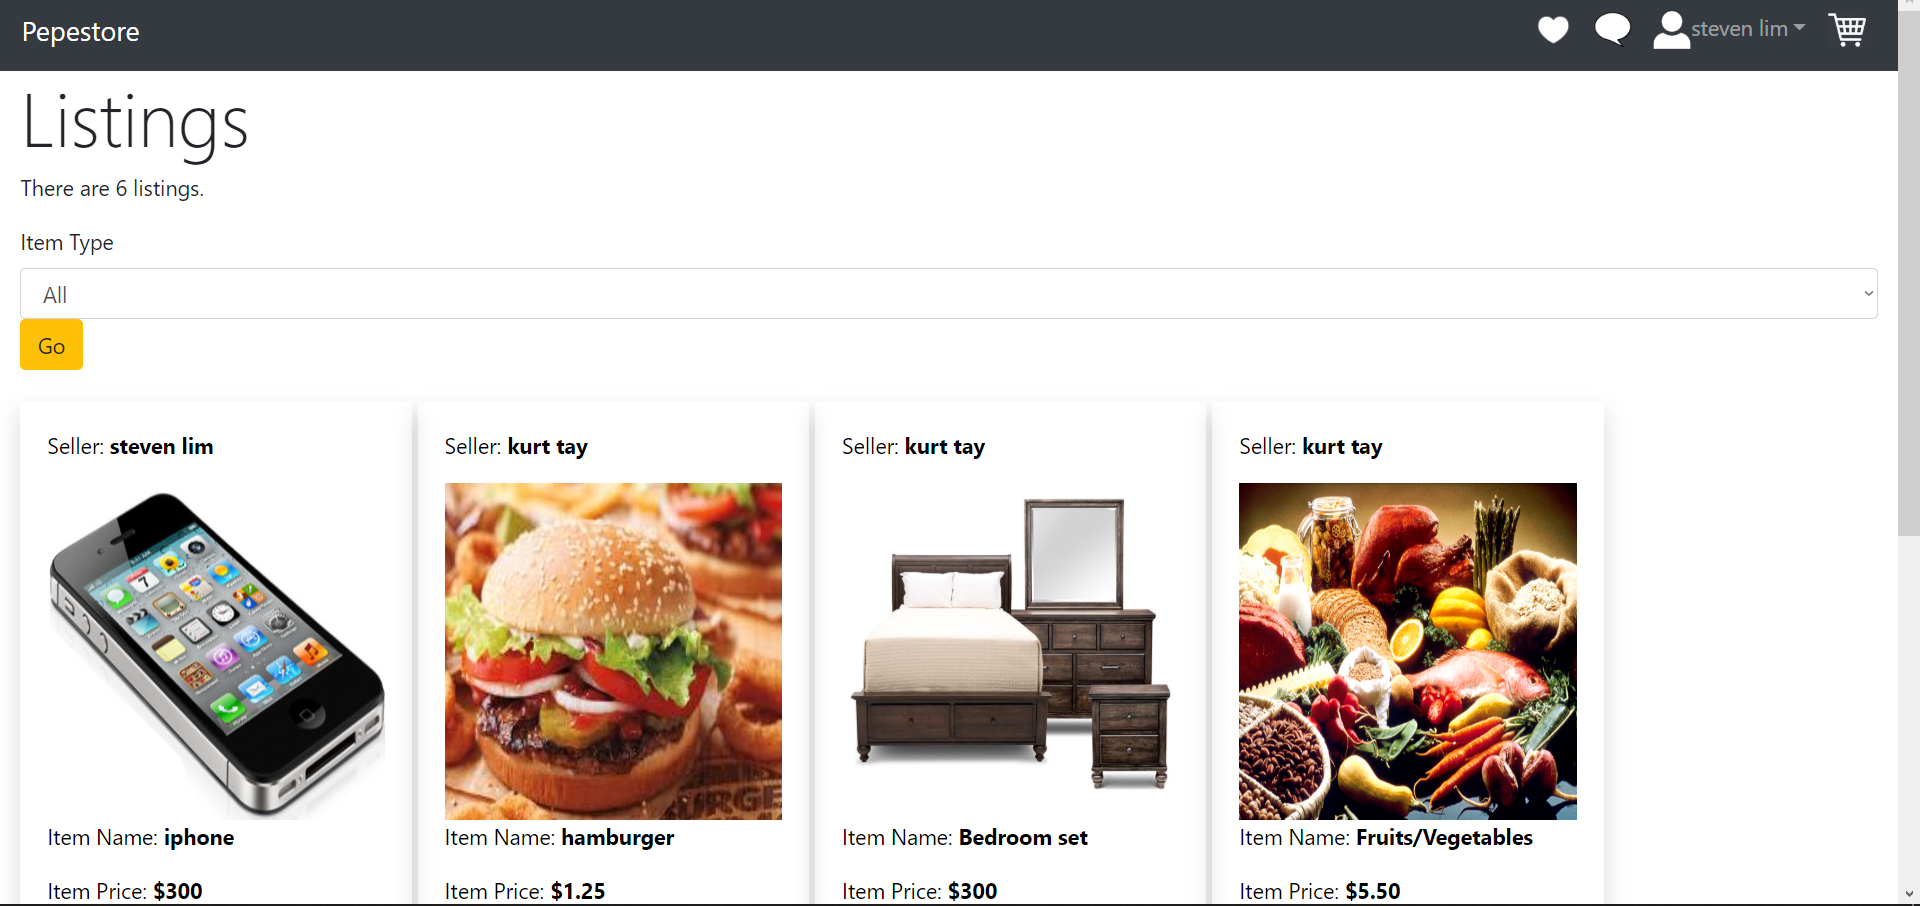 Pepestore
steven lim
Listings
There are 6 listings.
Item Type
All
Go
Seller: steven lim
Item Name: iphone
Item Price: $300
Seller: kurt tay
Item Name: hamburger
Item Price: $1.25
Seller: kurt tay
Item Name: Bedroom set
Item Price: $300
Seller: kurt tay
Item Name: Fruits/Vegetables
Item Price: $5.50